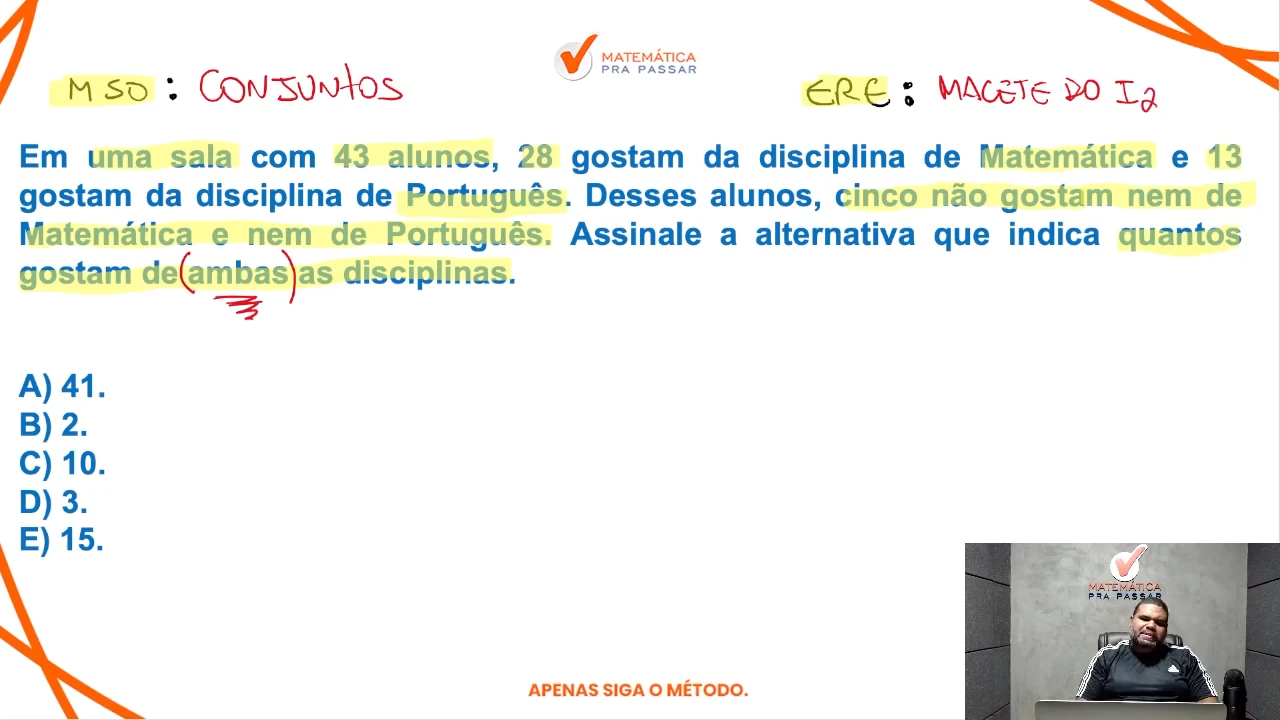 MATEMÁTICA
PRA PASSAR
MSO : CONJUNTOS
ERE : MACETE DO I2
Em uma sala com 43 alunos, 28 gostam da disciplina de Matemática e 13
gostam da disciplina de Português. Desses alunos, cinco não gostam nem de
Matemática e nem de Português. Assinale a alternativa que indica quantos
gostam de (ambas) as disciplinas.
A) 41.
B) 2.
C) 10.
D) 3.
E) 15.
MATEMÁTICA
PRA PASSAR
APENAS SIGA O MÉTODO.